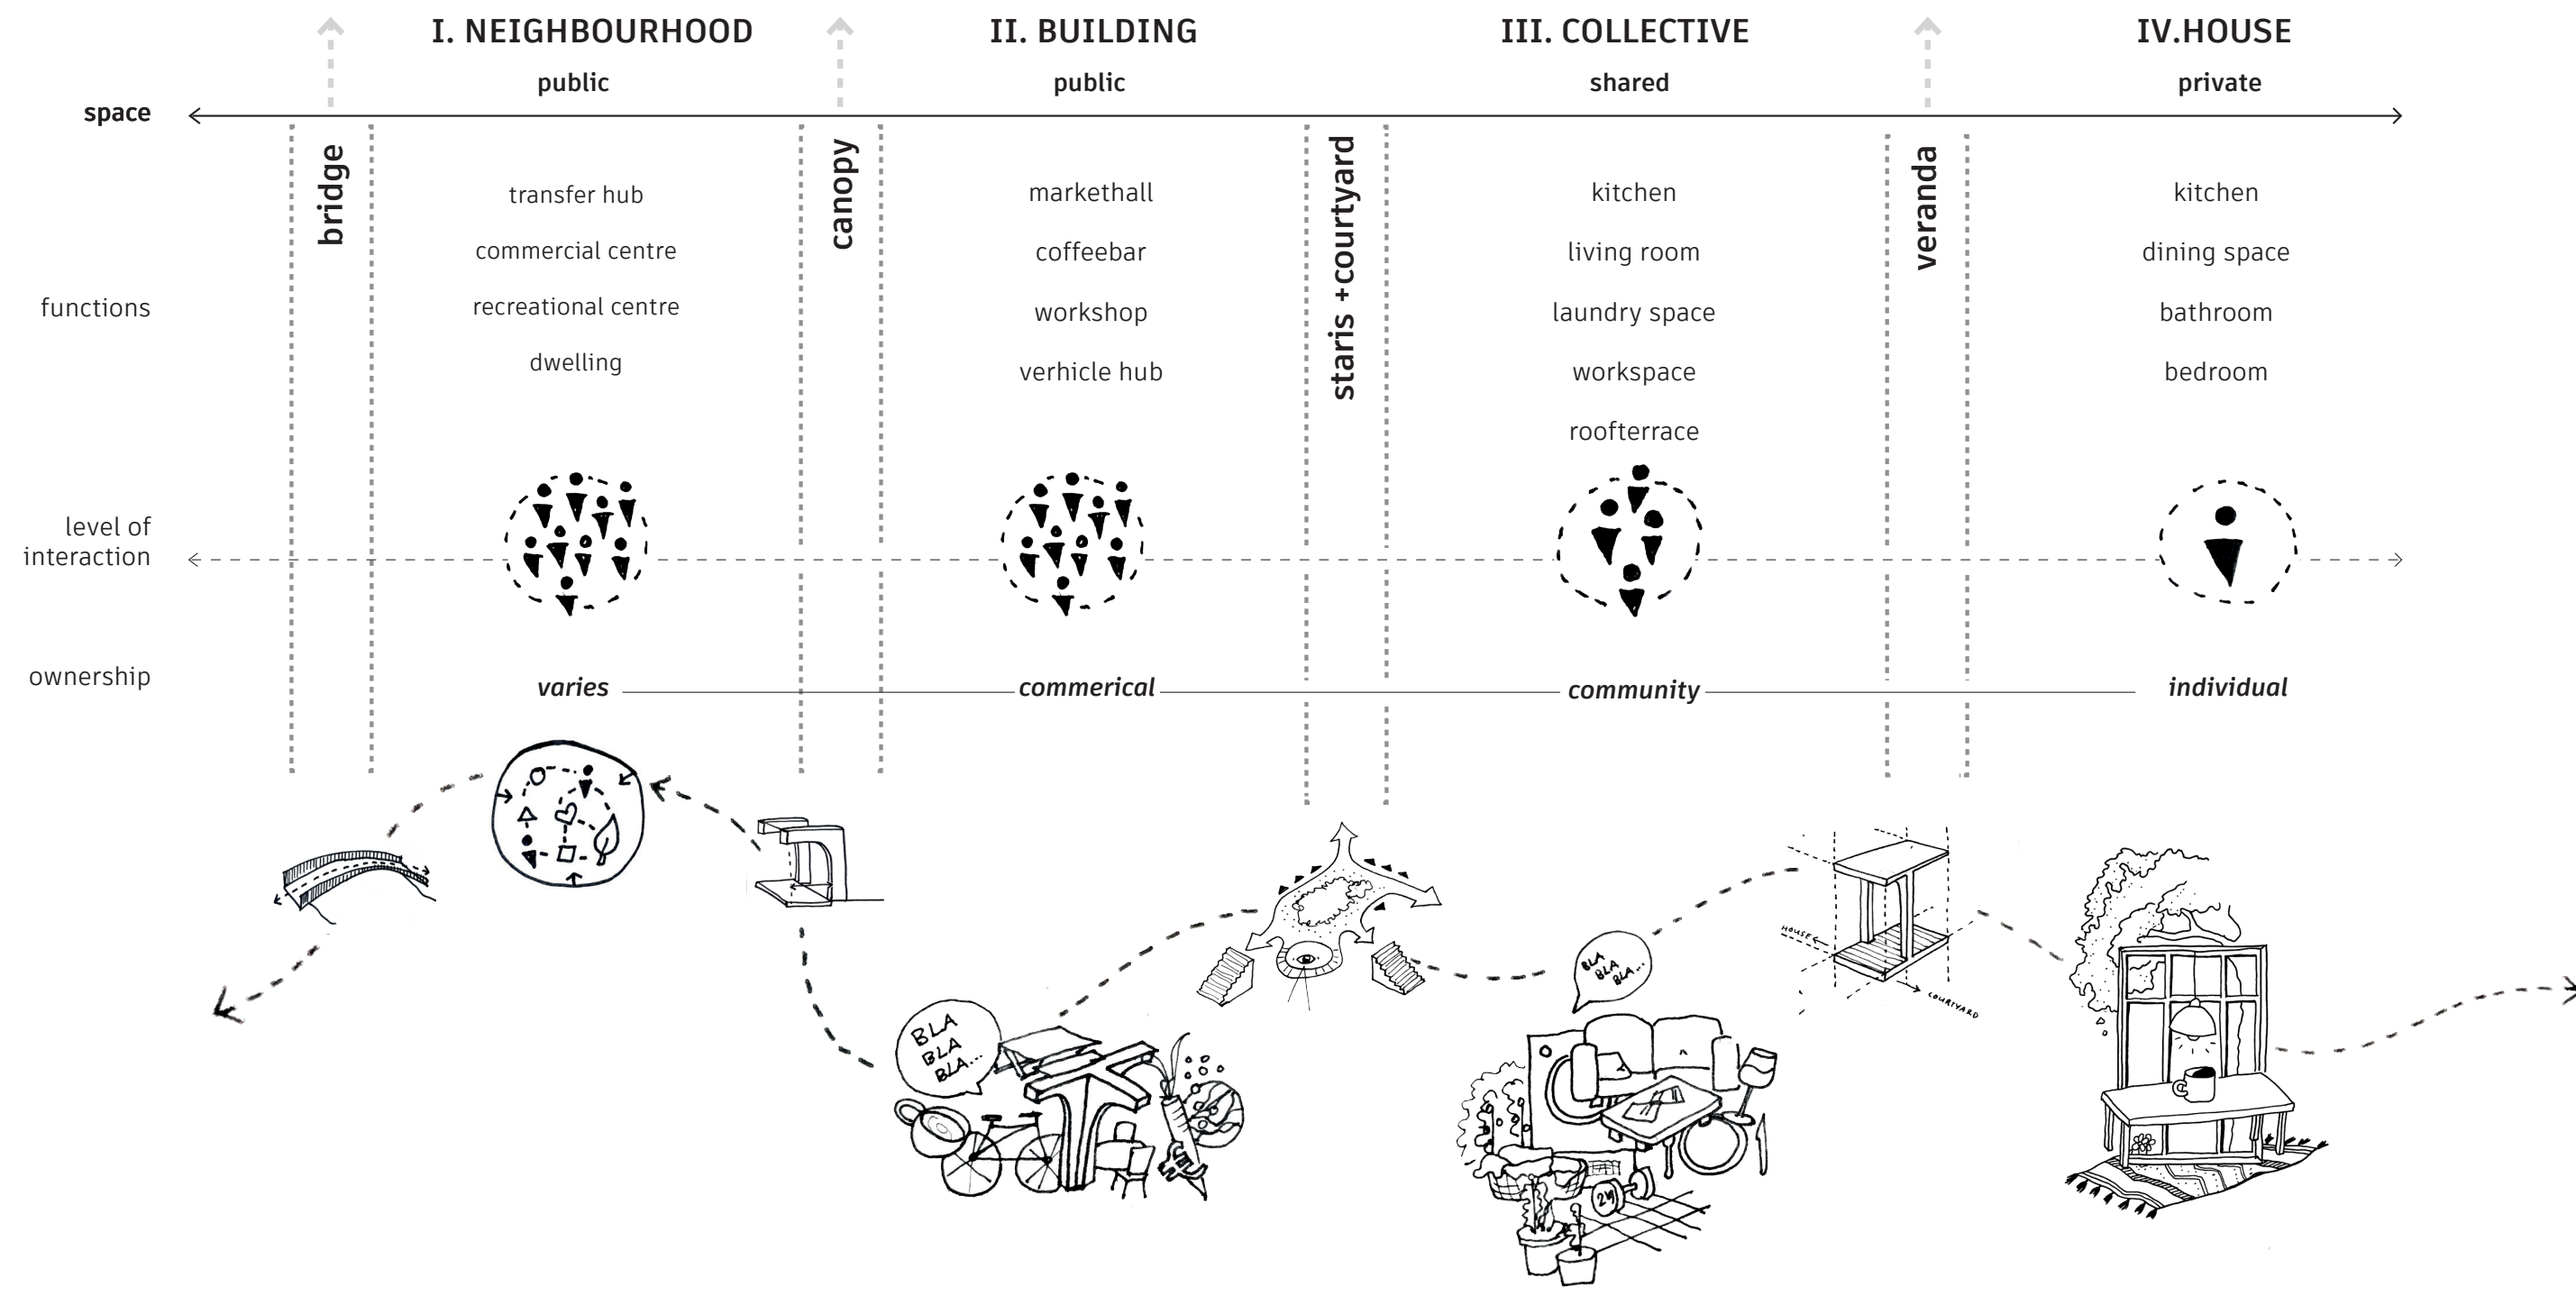 I. NEIGHBOURHOOD
II. BUILDING
III. COLLECTIVE
IV.HOUSE
public
public
shared
private
space
bridge
canopy
staris +courtyard
veranda
functions
transfer hub
commercial centre
recreational centre
dwelling
markethall
coffeebar
workshop
verhicle hub
kitchen
living room
laundry space
workspace
roofterrace
kitchen
dining space
bathroom
bedroom
level of
interaction
ownership
varies
commerical
community
individual
BLA
BLA
BLA...
BLA
BLA
BLA...
HOUSE
COURTYARD